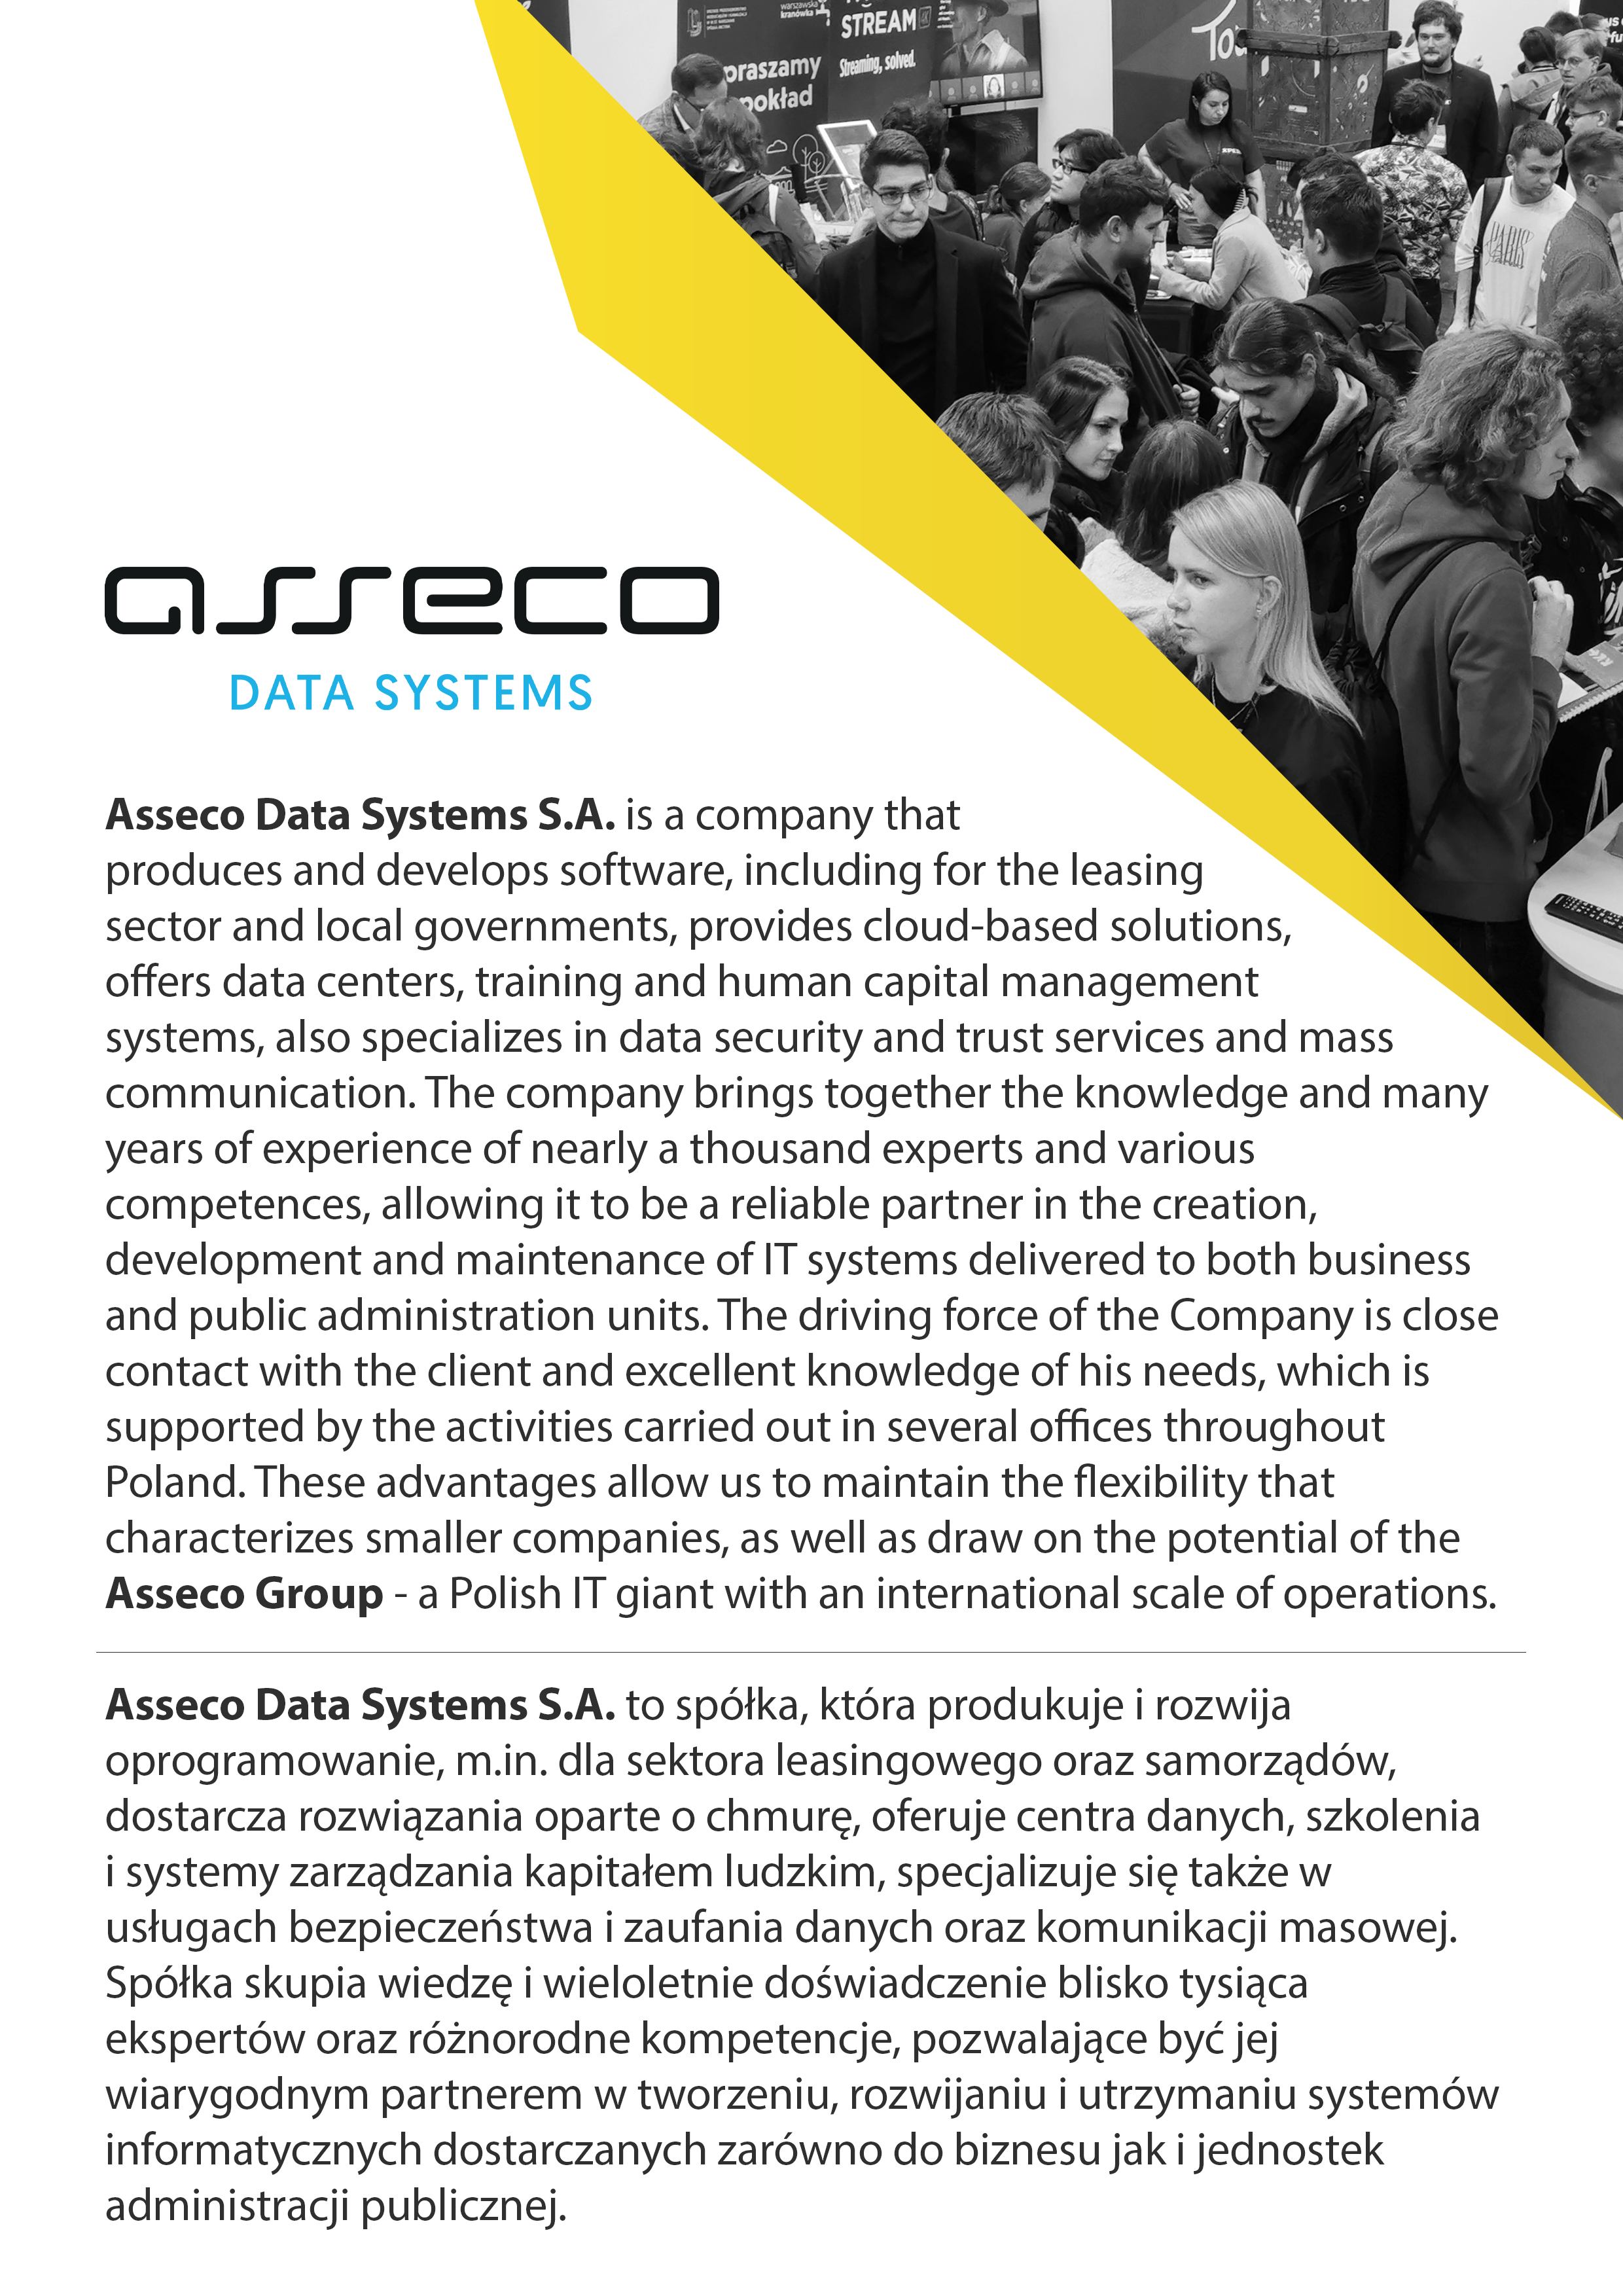 warszawska
kranówka
STREAM 4K
Streaming, solved.
praszamy
pokład
PARIS
asseco
DATA SYSTEMS
Asseco Data Systems S.A. is a company that
produces and develops software, including for the leasing
sector and local governments, provides cloud-based solutions,
offers data centers, training and human capital management
systems, also specializes in data security and trust services and mass
communication. The company brings together the knowledge and many
years of experience of nearly a thousand experts and various
competences, allowing it to be a reliable partner in the creation,
development and maintenance of IT systems delivered to both business
and public administration units. The driving force of the Company is close
contact with the client and excellent knowledge of his needs, which is
supported by the activities carried out in several offices throughout
Poland. These advantages allow us to maintain the flexibility that
characterizes smaller companies, as well as draw on the potential of the
Asseco Group - a Polish IT giant with an international scale of operations.
Asseco Data Systems S.A. to spółka, która produkuje i rozwija
oprogramowanie, m.in. dla sektora leasingowego oraz samorządów,
dostarcza rozwiązania oparte o chmurę, oferuje centra danych, szkolenia
i systemy zarządzania kapitałem ludzkim, specjalizuje się także w
usługach bezpieczeństwa i zaufania danych oraz komunikacji masowej.
Spółka skupia wiedzę i wieloletnie doświadczenie blisko tysiąca
ekspertów oraz różnorodne kompetencje, pozwalające być jej
wiarygodnym partnerem w tworzeniu, rozwijaniu i utrzymaniu systemów
informatycznych dostarczanych zarówno do biznesu jak i jednostek
administracji publicznej.